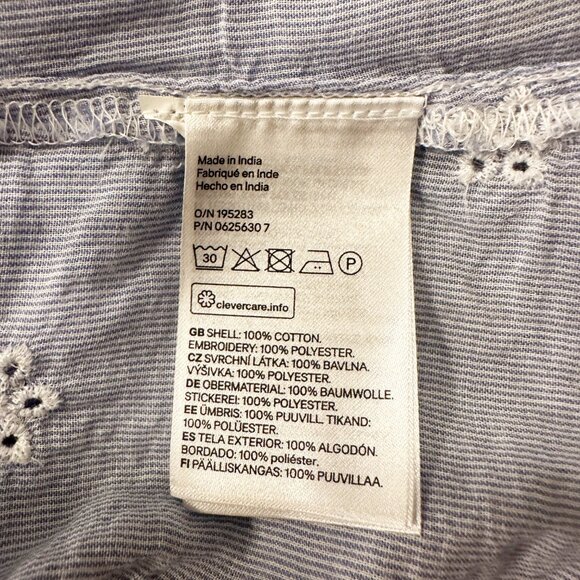 Made in India
Fabriqué en Inde
Hecho en India
O/N 195283
P/N 0625630 7
30
P
clevercare.info
GB SHELL: 100% COTTON.
EMBROIDERY: 100% POLYESTER.
CZ SVRCHNÍ LÁTKA: 100% BAVLNA.
VÝŠIVKA: 100% POLYESTER.
DE OBERMATERIAL: 100% BAUMWOLLE.
STICKEREI: 100% POLYESTER.
EE ÜMBRIS: 100% PUUVILL, TIKAND:
100% POLÜESTER.
ES TELA EXTERIOR: 100% ALGODÓN.
BORDADO: 100% poliéster.
FI PÄÄLLISKANGAS: 100% PUUVILLAA.